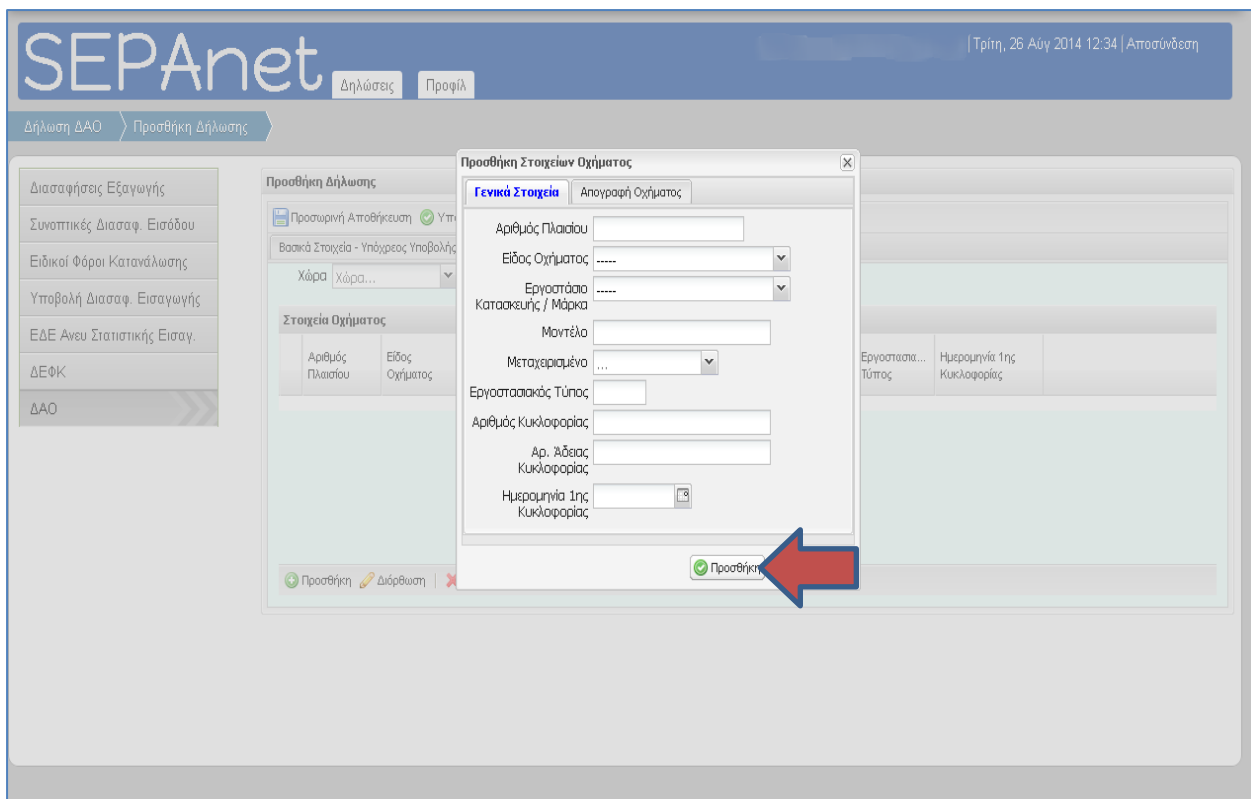 SEPAnet
Δηλώσεις
Προφίλ
|Τρίτη, 26 Αύγ 2014 12:34|Αποσύνδεση
Δήλωση ΔΑΟ
Προσθήκη Δήλωσης
Διασαφήσεις Εξαγωγής
Συνοπτικές Διασαφ. Εισόδου
Ειδικοί Φόροι Κατανάλωσης
Υποβολή Διασαφ. Εισαγωγής
ΕΔΕ Ανευ Στατιστικής Εισαγ.
ΔΕΦΚ
ΔΑΟ
Προσθήκη Δήλωσης
Προσωρινή Αποθήκευση
Βασικά Στοιχεία - Υπόχρεος Υποβολής
Χώρα Χώρα...
Στοιχεία Οχήματος
Αριθμός Πλαισίου
Είδος Οχήματος
Εργοστασια... Τύπος
Ημερομηνία 1ης Κυκλοφορίας
Προσθήκη Διόρθωση |
Προσθήκη Στοιχείων Οχήματος
Γενικά Στοιχεία
Απογραφή Οχήματος
Αριθμός Πλαισίου
Είδος Οχήματος -----
Εργοστάσιο -----
Κατασκευής / Μάρκα
Μοντέλο
Μεταχειρισμένο ...
Εργοστασιακός Τύπος
Αριθμός Κυκλοφορίας
Αρ. Άδειας
Κυκλοφορίας
Ημερομηνία 1ης
Κυκλοφορίας
Προσθήκη